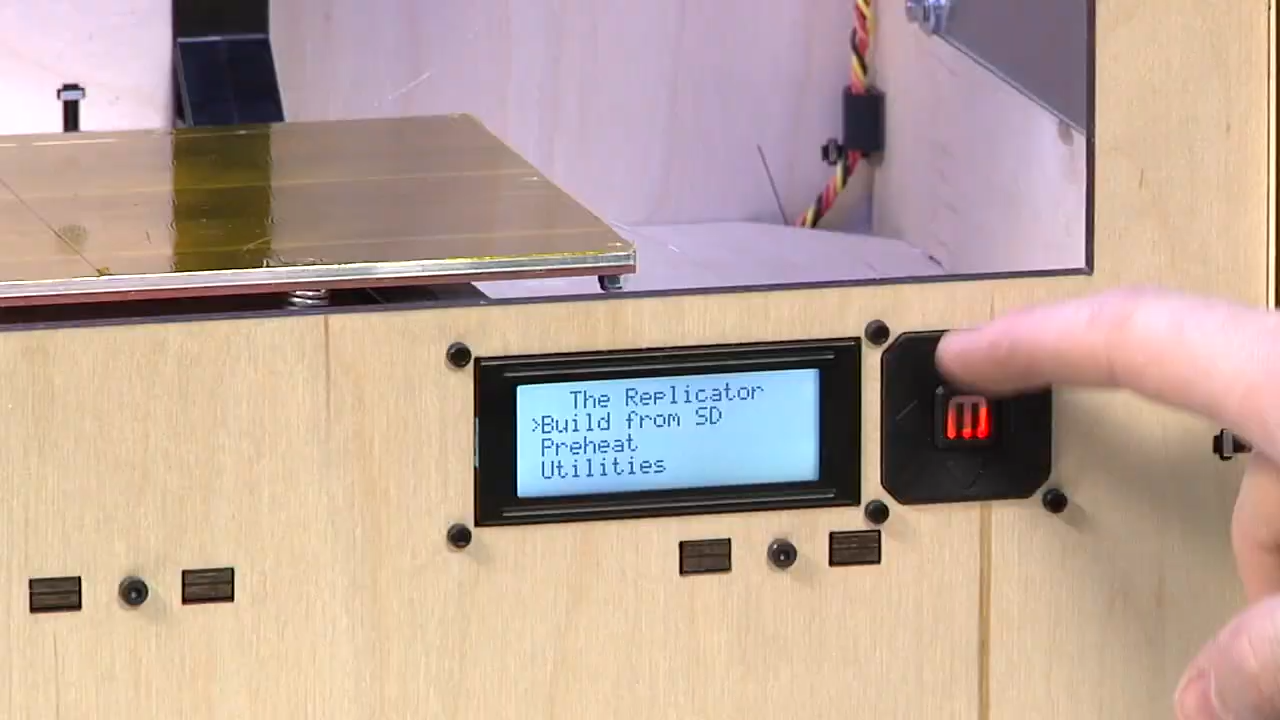 The Replicator
>Build from SD
Preheat
Utilities
M